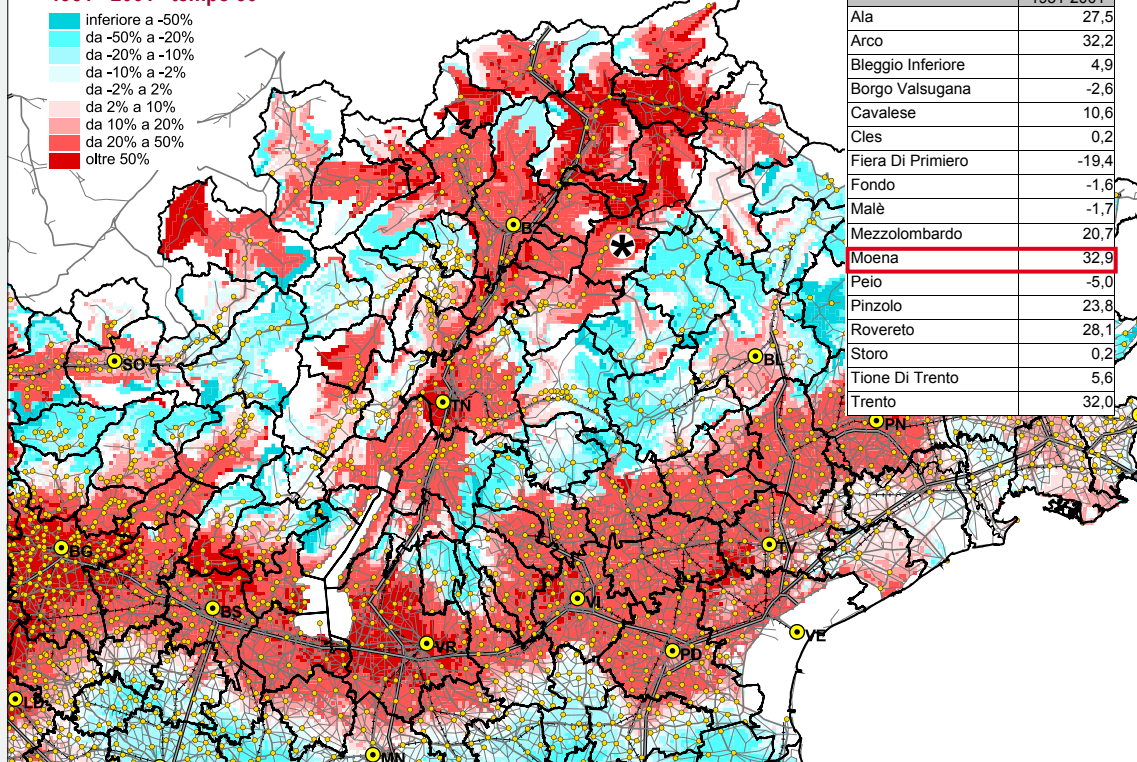 inferiore a -50%
da -50% a -20%
da -20% a -10%
da -10% a -2%
da -2% a 2%
da 2% a 10%
da 10% a 20%
da 20% a 50%
oltre 50%
Ala 27,5
Arco 32,2
Bleggio Inferiore 4,9
Borgo Valsugana -2,6
Cavalese 10,6
Cles 0,2
Fiera Di Primiero -19,4
Fondo -1,6
Malè -1,7
Mezzolombardo 20,7
Moena 32,9
Peio -5,0
Pinzolo 23,8
Rovereto 28,1
Storo 0,2
Tione Di Trento 5,6
Trento 32,0
BZ
*
SO
BL
TN
PN
BG
TV
BS
VI
VE
VR
PD
LD
MN